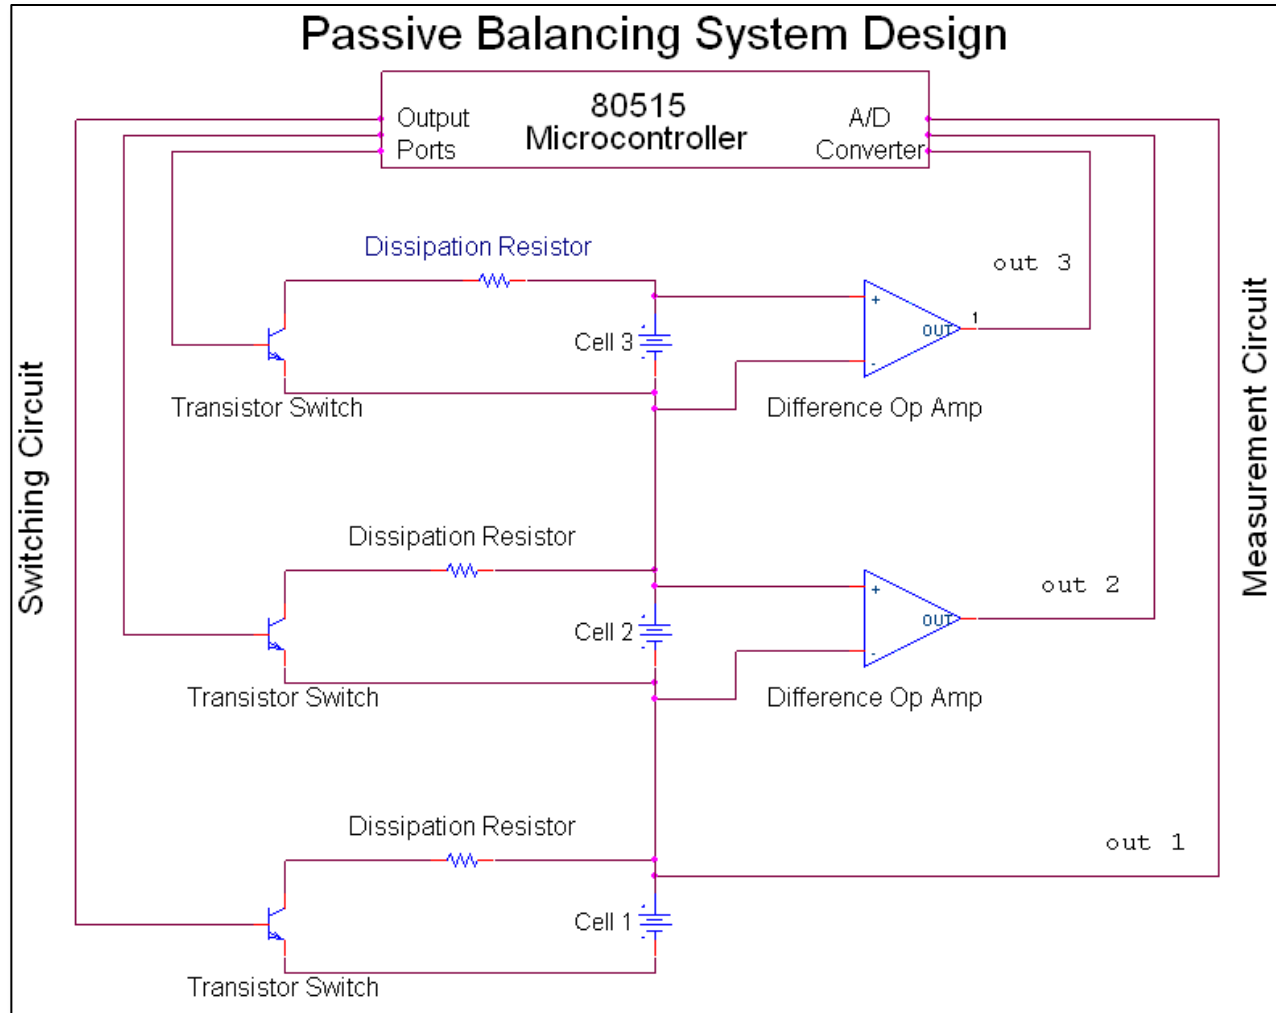 Passive Balancing System Design
80515
Microcontroller
Output
Ports
A/D
Converter
Dissipation Resistor
out 3
+
-
OUT
1
Cell 3
Transistor Switch
Difference Op Amp
Switching Circuit
Measurement Circuit
Dissipation Resistor
out 2
+
-
OUT
Cell 2
Transistor Switch
Difference Op Amp
Dissipation Resistor
out 1
Cell 1
Transistor Switch